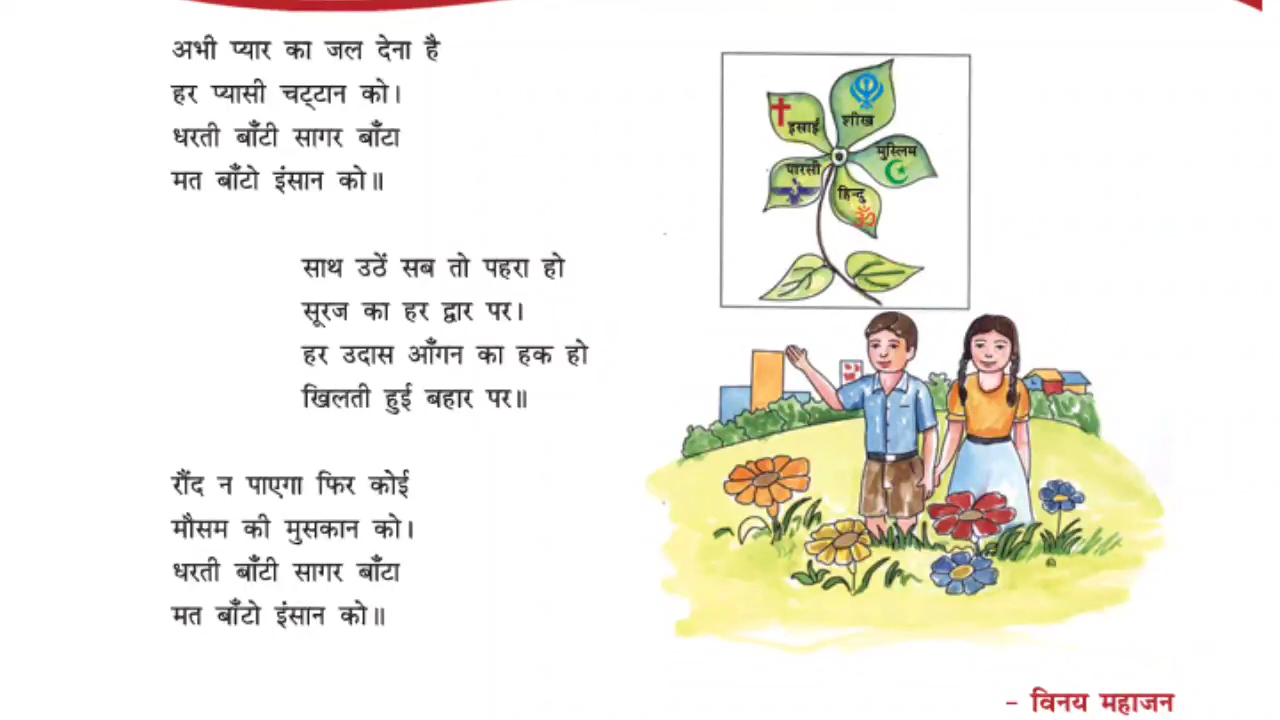 अभी प्यार का जल देना है
हर प्यासी चट्टान को।
धरती बाँटी सागर बाँटा
मत बाँटो इंसान को॥
साथ उठें सब तो पहरा हो
सूरज का हर द्वार पर।
हर उदास आँगन का हक हो
खिलती हुई बहार पर॥
रौंद न पाएगा फिर कोई
मौसम की मुसकान को।
धरती बाँटी सागर बाँटा
मत बाँटो इंसान को॥
इसाई
शीख
मुस्लिम
पारसी
हिन्दु
ॐ
- विनय महाजन